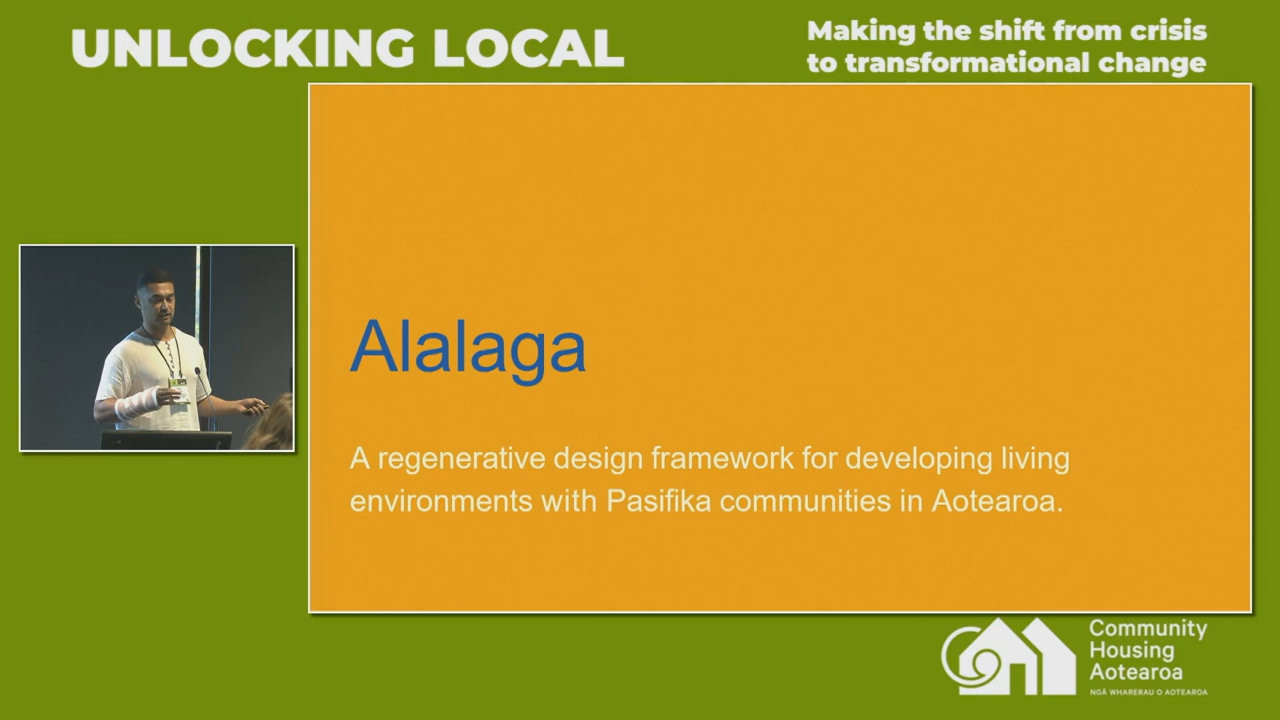 UNLOCKING LOCAL
Making the shift from crisis
to transformational change
Alalaga
A regenerative design framework for developing living
environments with Pasifika communities in Aotearoa.
Community
Housing
Aotearoa
NGĀ WHARERAU O AOTEAROA